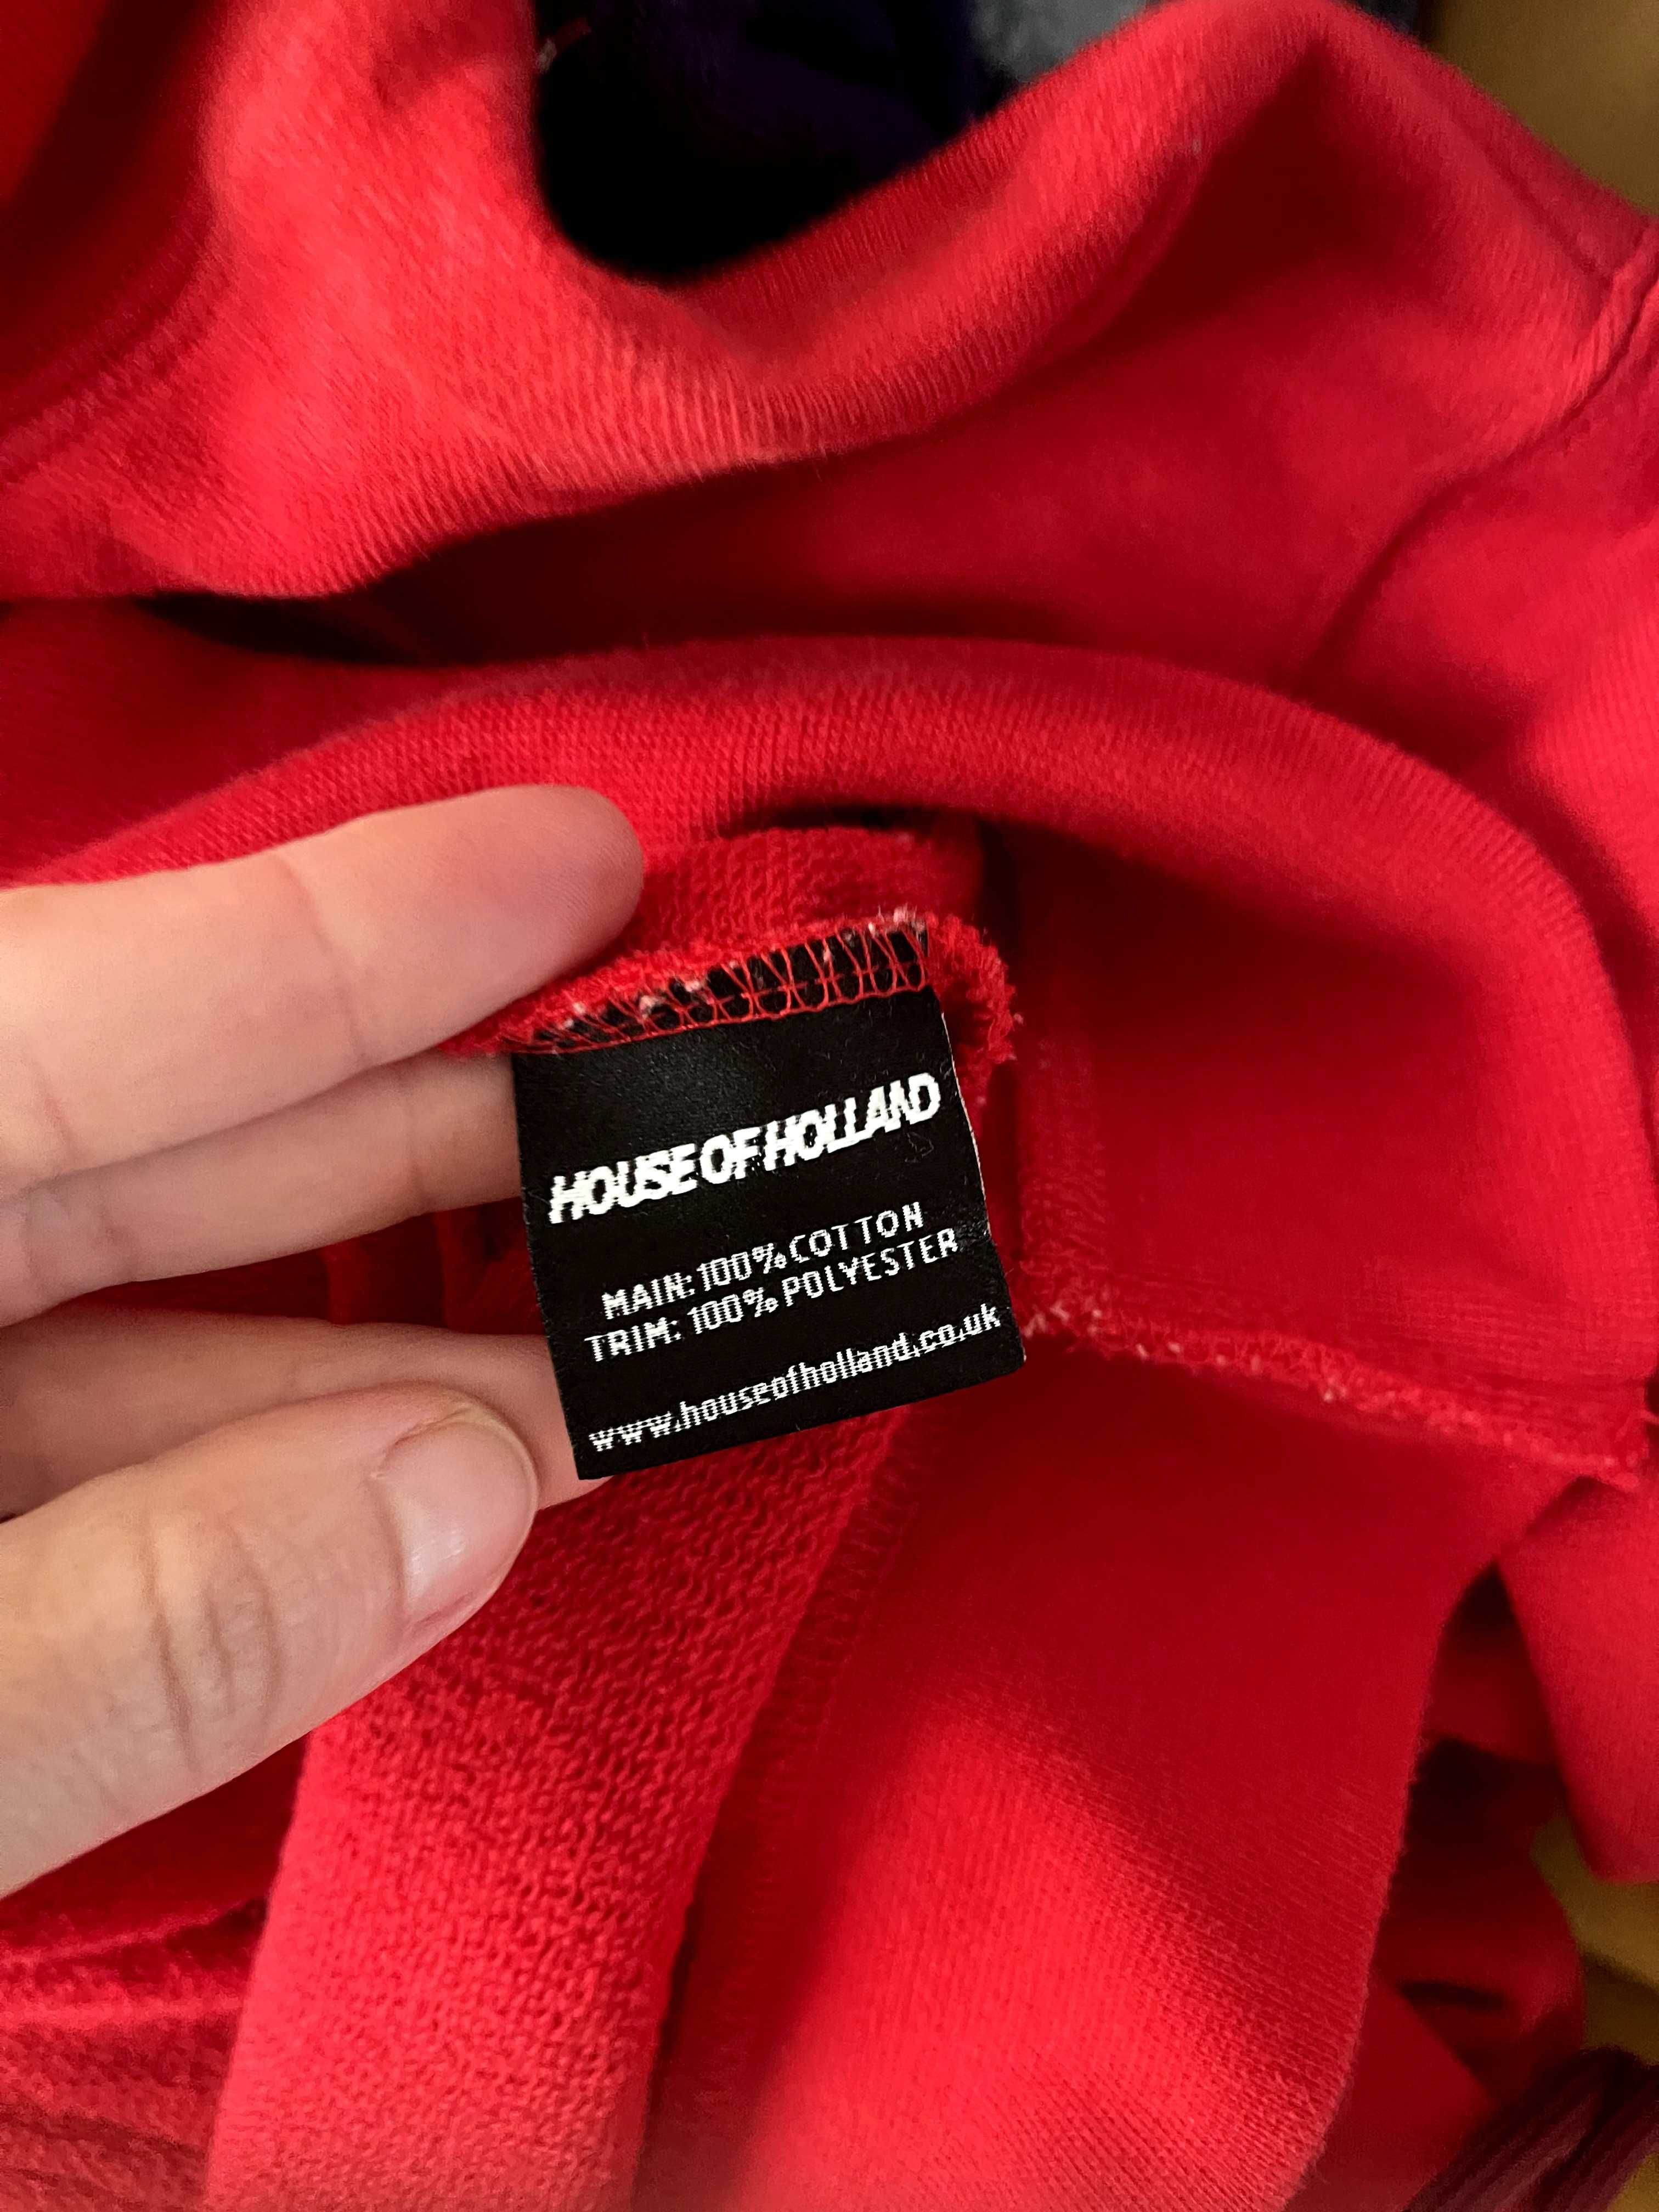 HOUSE OF HOLLAND
MAIN: 100% COTTON
TRIM: 100% POLYESTER
www.houseofholland.co.uk